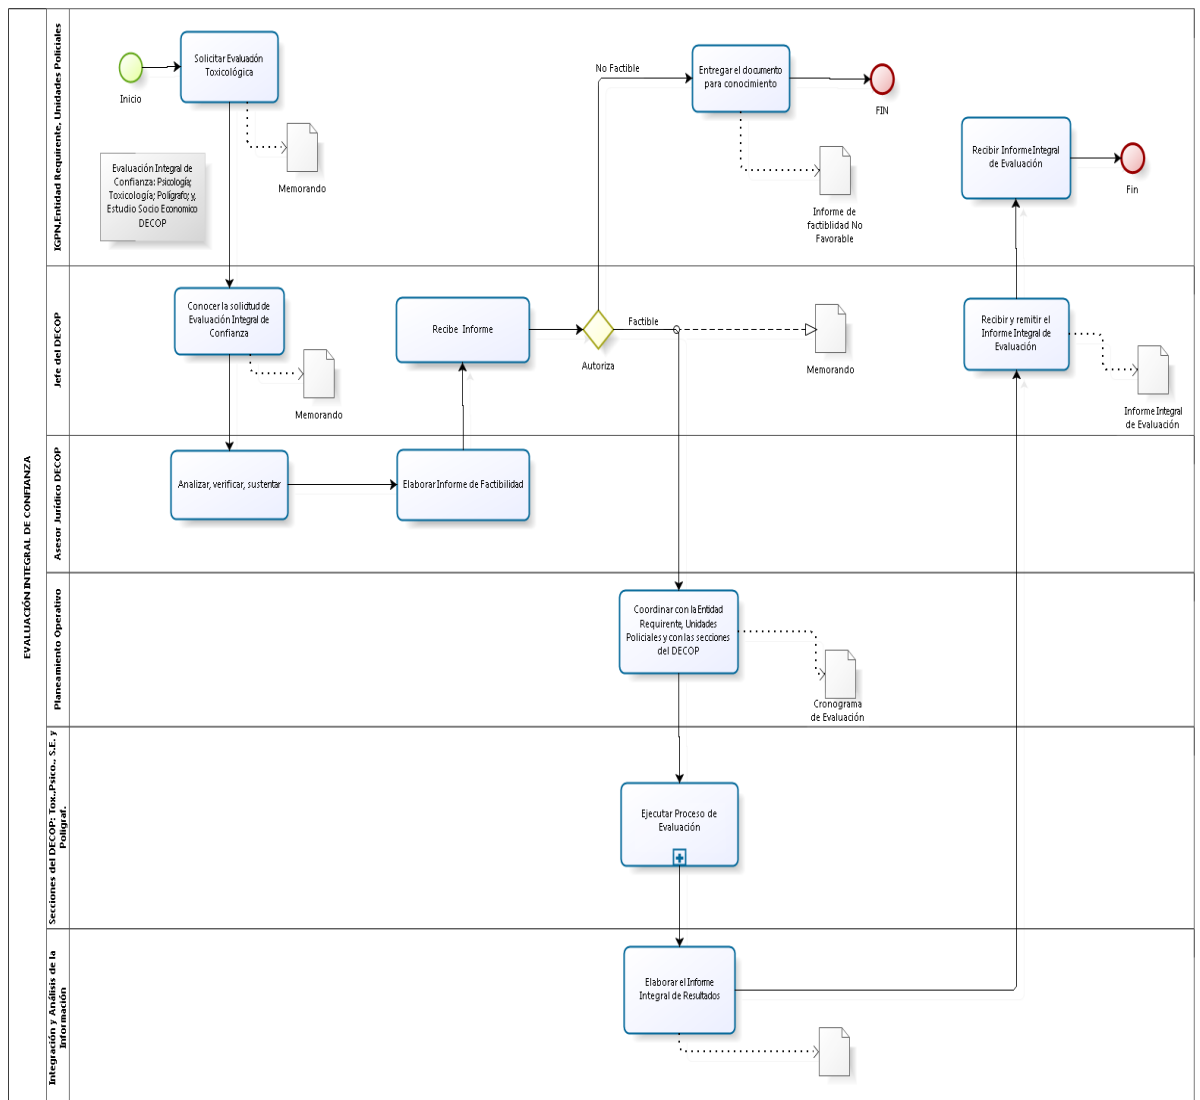 EVALUACIÓN INTEGRAL DE CONFIANZA
IGPN,Entidad Requirente, Unidades Policiales
Inicio
Solicitar Evaluación
Toxicológica
Memorando
Evaluación Integral de
Confianza: Psicología;
Toxicología; Polígrafo; y,
Estudio Socio Economico
DECOP
No Factible
Entregar el documento
para conocimiento
FIN
Informe de
factiblidad No
Favorable
Recibir Informe Integral
de Evaluación
Fin
Jefe del DECOP
Conocer la solicitud de
Evaluación Integral de
Confianza
Memorando
Recibe Informe
Autoriza
Factible
Memorando
Recibir y remitir el
Informe Integral de
Evaluación
Informe Integral
de Evaluación
Asesor Jurídico DECOP
Analizar, verificar, sustentar
Elaborar Informe de Factibilidad
Planeamiento Operativo
Coordinar con la Entidad
Requirente, Unidades
Policiales y con las secciones
del DECOP
Cronograma
de Evaluación
Secciones del DECOP: Tox.,Psico., S.E. y
Poligraf.
Ejecutar Proceso de
Evaluación
Integración y Análisis de la
Información
Elaborar el Informe
Integral de Resultados